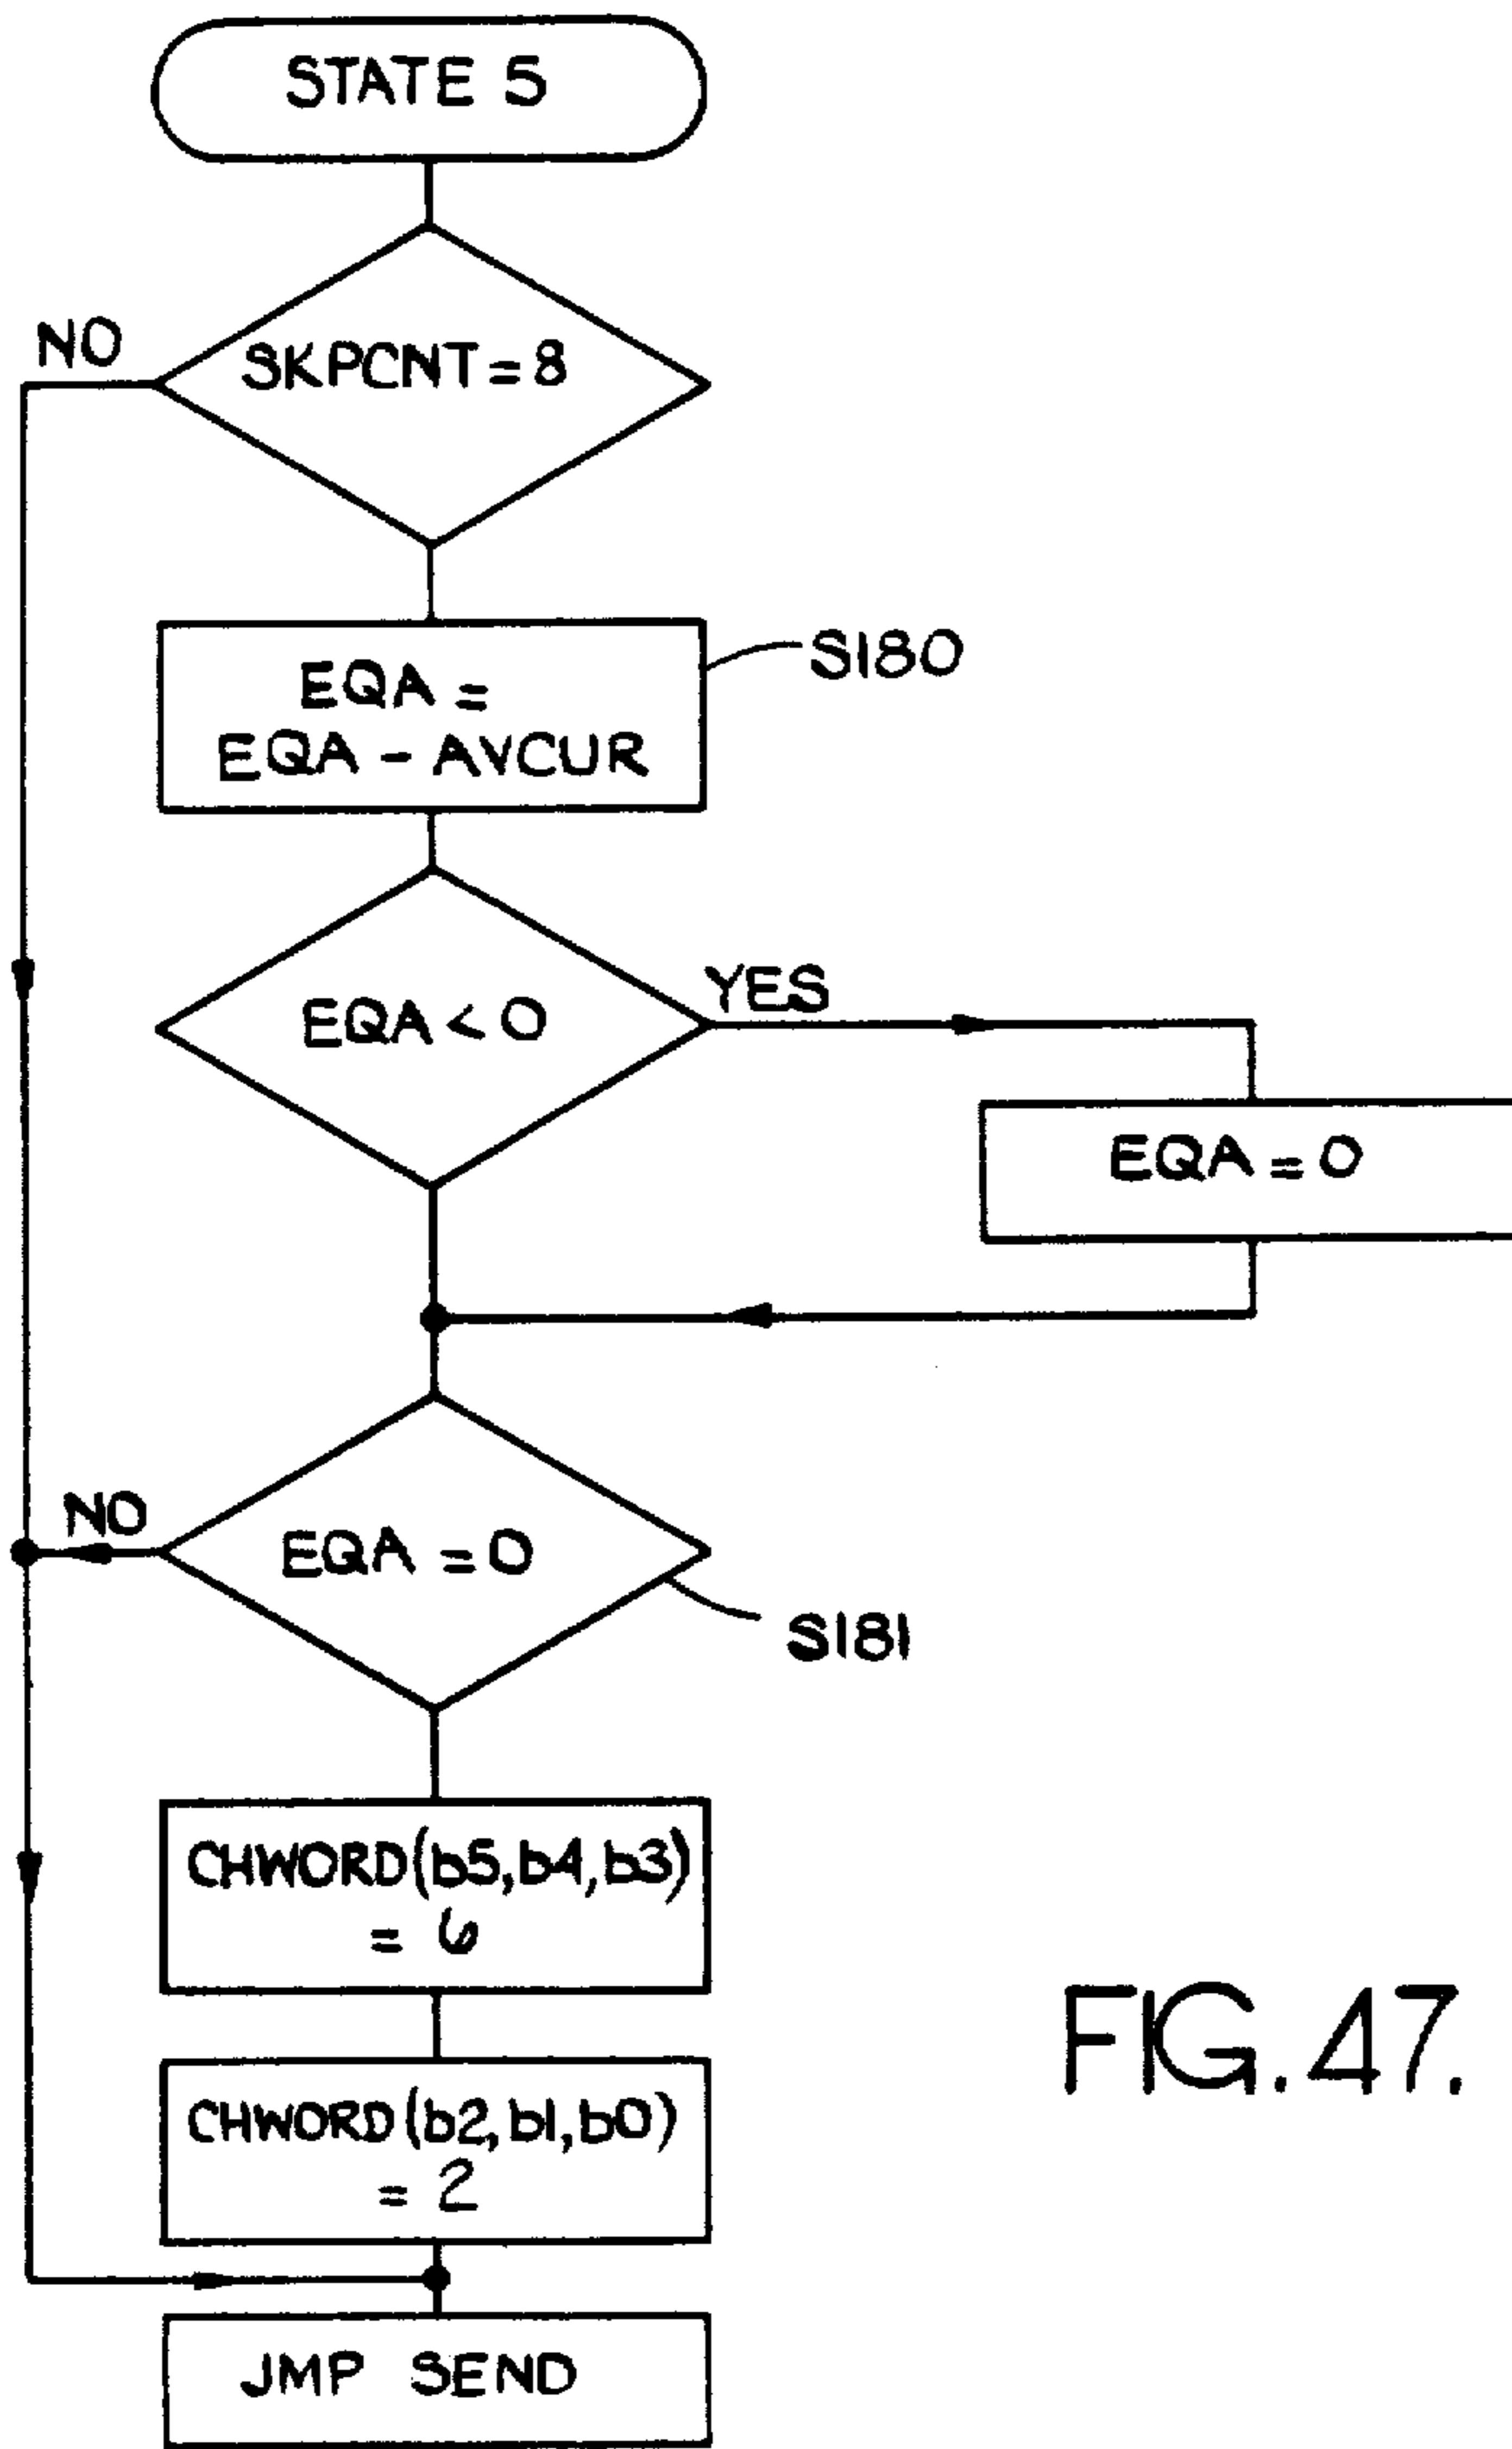 STATE 5
NO
SKPCNT = 8
EQA =
EQA - AVCUR
S180
EQA < 0
YES
EQA = 0
NO
EQA = 0
S181
CHWORD(b5,b4,b3)
= 6
CHWORD(b2,b1,b0)
= 2
JMP SEND
FIG. 47.